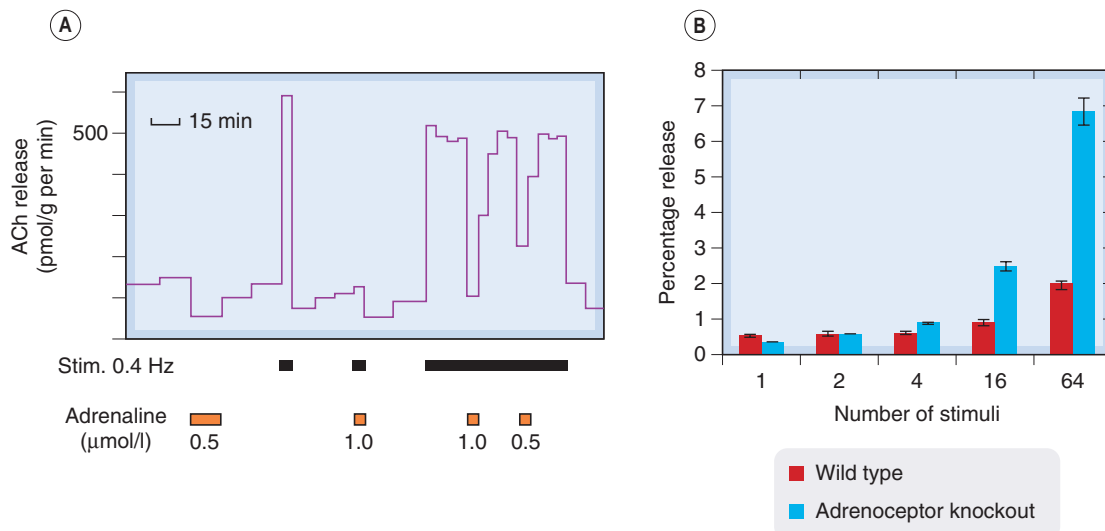 A
ACh release
(pmol/g per min)
500
15 min
Stim. 0.4 Hz
Adrenaline
(μmol/l)
0.5
1.0
1.0
0.5
B
Percentage release
8
7
6
5
4
3
2
1
0
1 2 4 16 64
Number of stimuli
Wild type
Adrenoceptor knockout